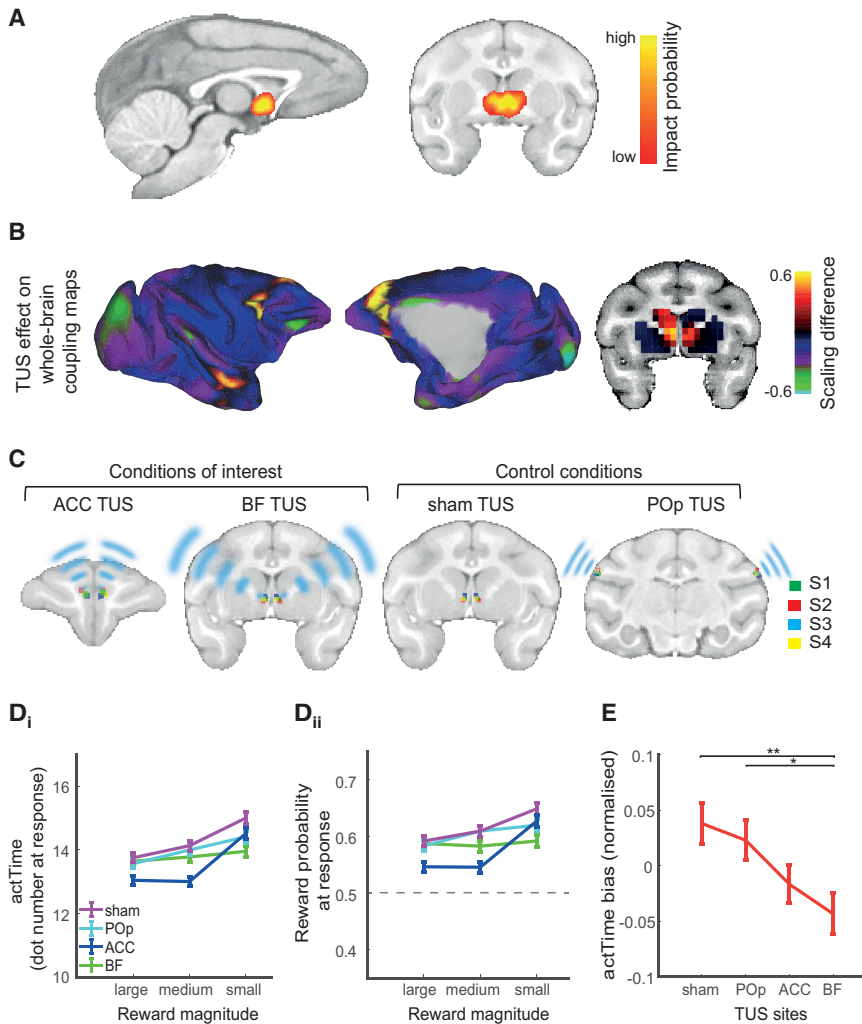 A
high
low
Impact probability
B
TUS effect on
whole-brain
coupling maps
0.6
-0.6
Scaling difference
C
Conditions of interest
Control conditions
ACC TUS
BF TUS
sham TUS
POp TUS
S1
S2
S3
S4
Di
actTime
(dot number at response)
16
14
12
10
sham
POp
ACC
BF
large
medium
small
Reward magnitude
Dii
Reward probability
at response
0.7
0.6
0.5
0.4
large
medium
small
Reward magnitude
E
actTime bias (normalised)
0.1
0.05
0
-0.05
-0.1
**
*
sham
POp
ACC
BF
TUS sites